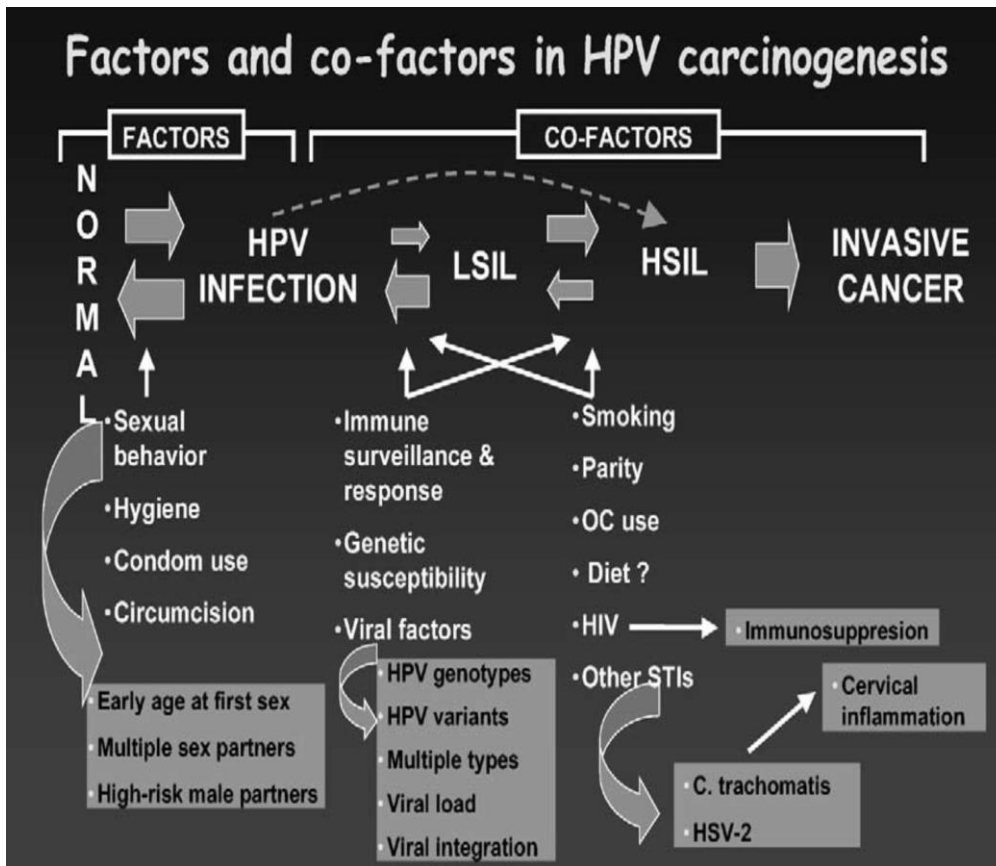 Factors and co-factors in HPV carcinogenesis
FACTORS
CO-FACTORS
NORMAL
HPV
INFECTION
LSIL
HSIL
INVASIVE
CANCER
•Sexual
behavior
•Hygiene
•Condom use
•Circumcision
•Early age at first sex
•Multiple sex partners
•High-risk male partners
•Immune
surveillance &
response
•Genetic
susceptibility
•Viral factors
•HPV genotypes
•HPV variants
•Multiple types
•Viral load
•Viral integration
•Smoking
•Parity
•OC use
• Diet ?
•HIV
•Other STIs
• Immunosuppresion
• Cervical
inflammation
• C. trachomatis
• HSV-2